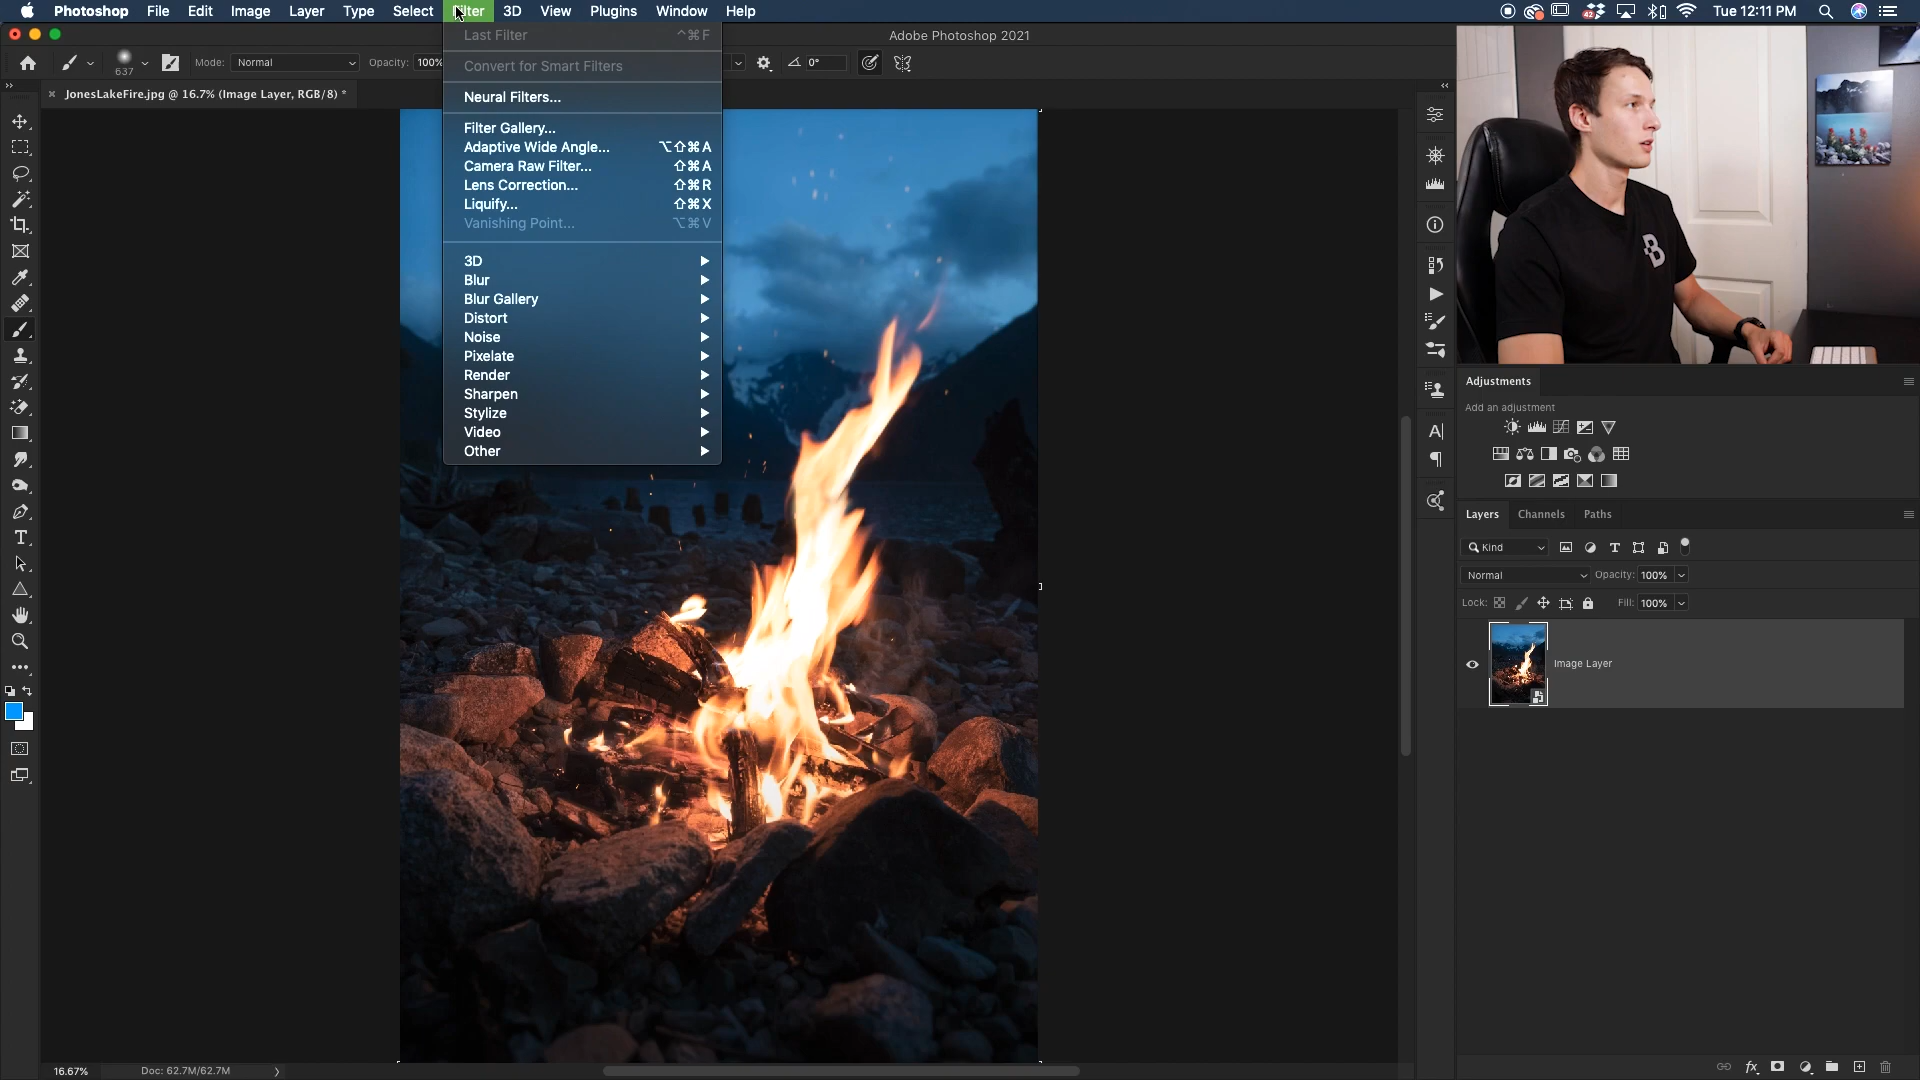 Photoshop File Edit Image Layer Type Select Filter 3D View Plugins Window Help 42 Tue 12:11 PM
Adobe Photoshop 2021
637 Mode: Normal Opacity: 100% 0°
JonesLakeFire.jpg @ 16.7% (Image Layer, RGB/8) *
Last Filter ^⌘F
Convert for Smart Filters
Neural Filters...
Filter Gallery...
Adaptive Wide Angle... ⌥⇧⌘A
Camera Raw Filter... ⇧⌘A
Lens Correction... ⇧⌘R
Liquify... ⇧⌘X
Vanishing Point... ⌥⌘V
3D
Blur
Blur Gallery
Distort
Noise
Pixelate
Render
Sharpen
Stylize
Video
Other
B
Adjustments
Add an adjustment
Layers Channels Paths
Kind
Normal Opacity: 100%
Lock: Fill: 100%
Image Layer
16.67% Doc: 62.7M/62.7M
fx